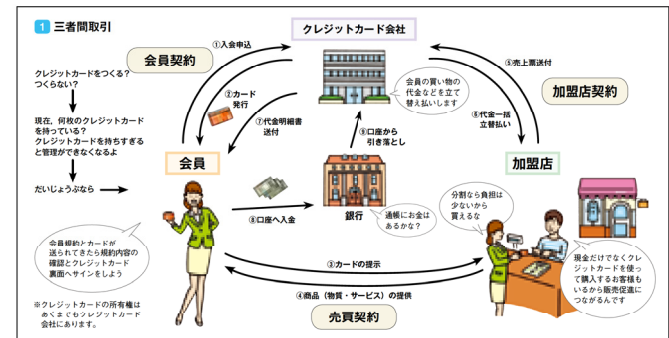 1 三者間取引
クレジットカード会社
会員契約
①入会申込
②カード
発行
⑦代金明細書
送付
会員の買い物の
代金などを立て
替え払いします
⑤売上票送付
加盟店契約
⑥代金一括
立替払い
クレジットカードをつくる？
つくらない？
現在，何枚のクレジットカード
を持っている？
クレジットカードを持ちすぎる
と管理ができなくなるよ
だいじょうぶなら
会員
⑨口座から
引き落とし
⑧口座へ入金
銀行
通帳にお金は
あるかな？
加盟店
分割なら負担は
少ないから
買えるな
会員規約とカードが
送られてきたら規約内容の
確認とクレジットカード
裏面へサインをしよう
③カードの提示
④商品（物質・サービス）の提供
売買契約
現金だけでなくク
レジットカードを使っ
て購入するお客様も
いるから販売促進に
つながるんです
※クレジットカードの所有権は
あくまでもクレジットカード
会社にあります。